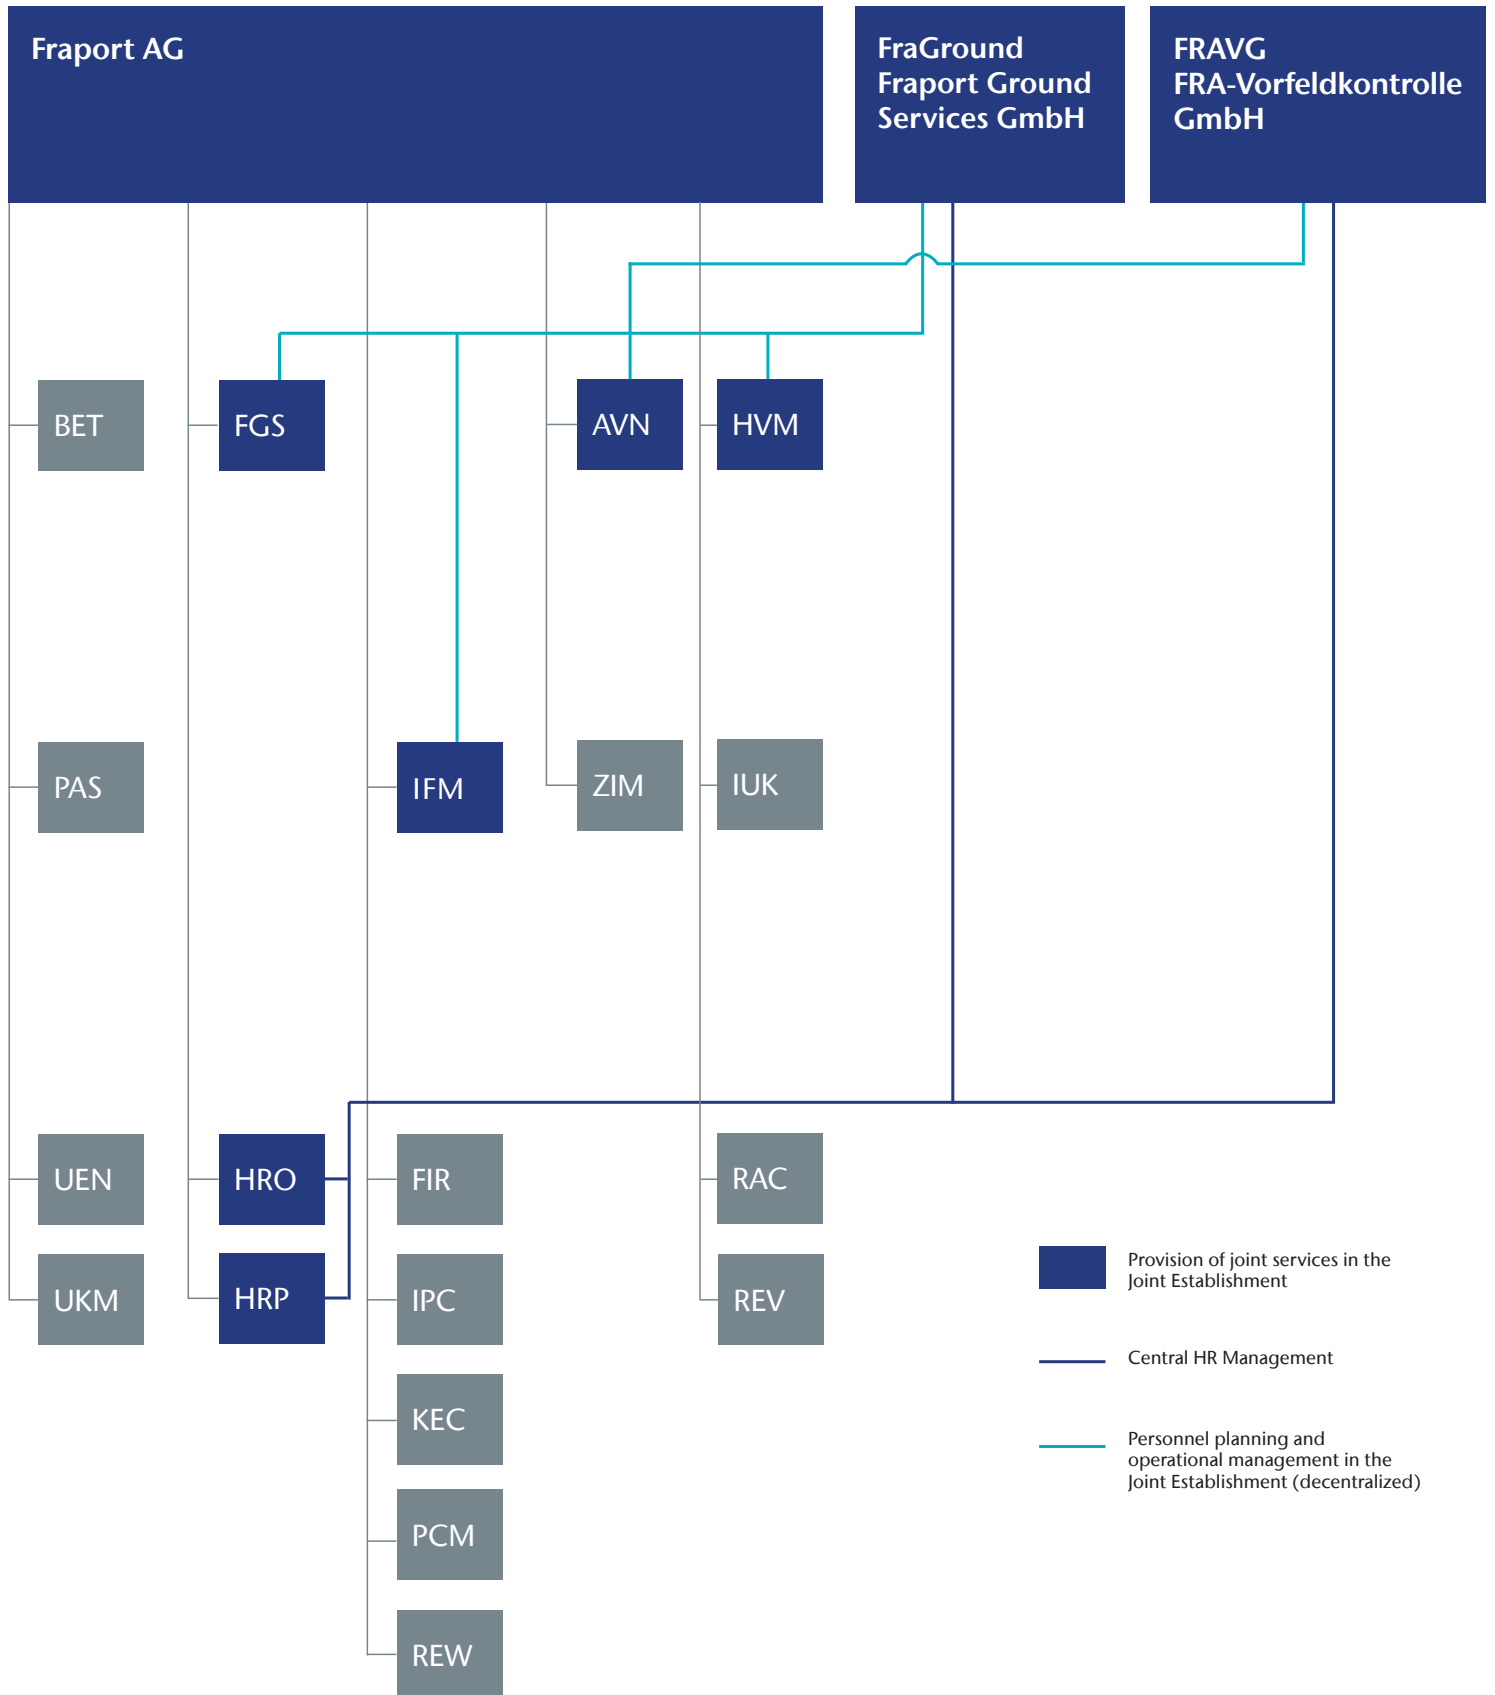 Fraport AG
FraGround
Fraport Ground
Services GmbH
FRAVG
FRA-Vorfeldkontrolle
GmbH
BET
FGS
AVN
HVM
PAS
IFM
ZIM
IUK
UEN
HRO
FIR
RAC
UKM
HRP
IPC
REV
KEC
PCM
REW
Provision of joint services in the
Joint Establishment
Central HR Management
Personnel planning and
operational management in the
Joint Establishment (decentralized)